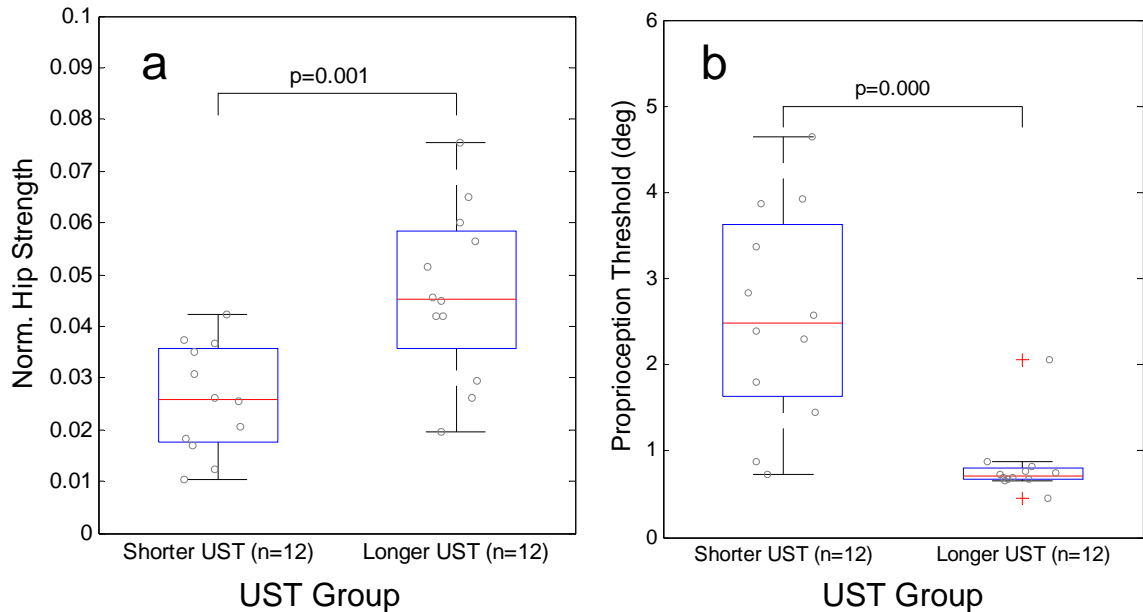 a
p=0.001
Norm. Hip Strength
0.1
0.09
0.08
0.07
0.06
0.05
0.04
0.03
0.02
0.01
0
Shorter UST (n=12) Longer UST (n=12)
UST Group
b
p=0.000
Proprioception Threshold (deg)
6
5
4
3
2
1
0
Shorter UST (n=12) Longer UST (n=12)
UST Group